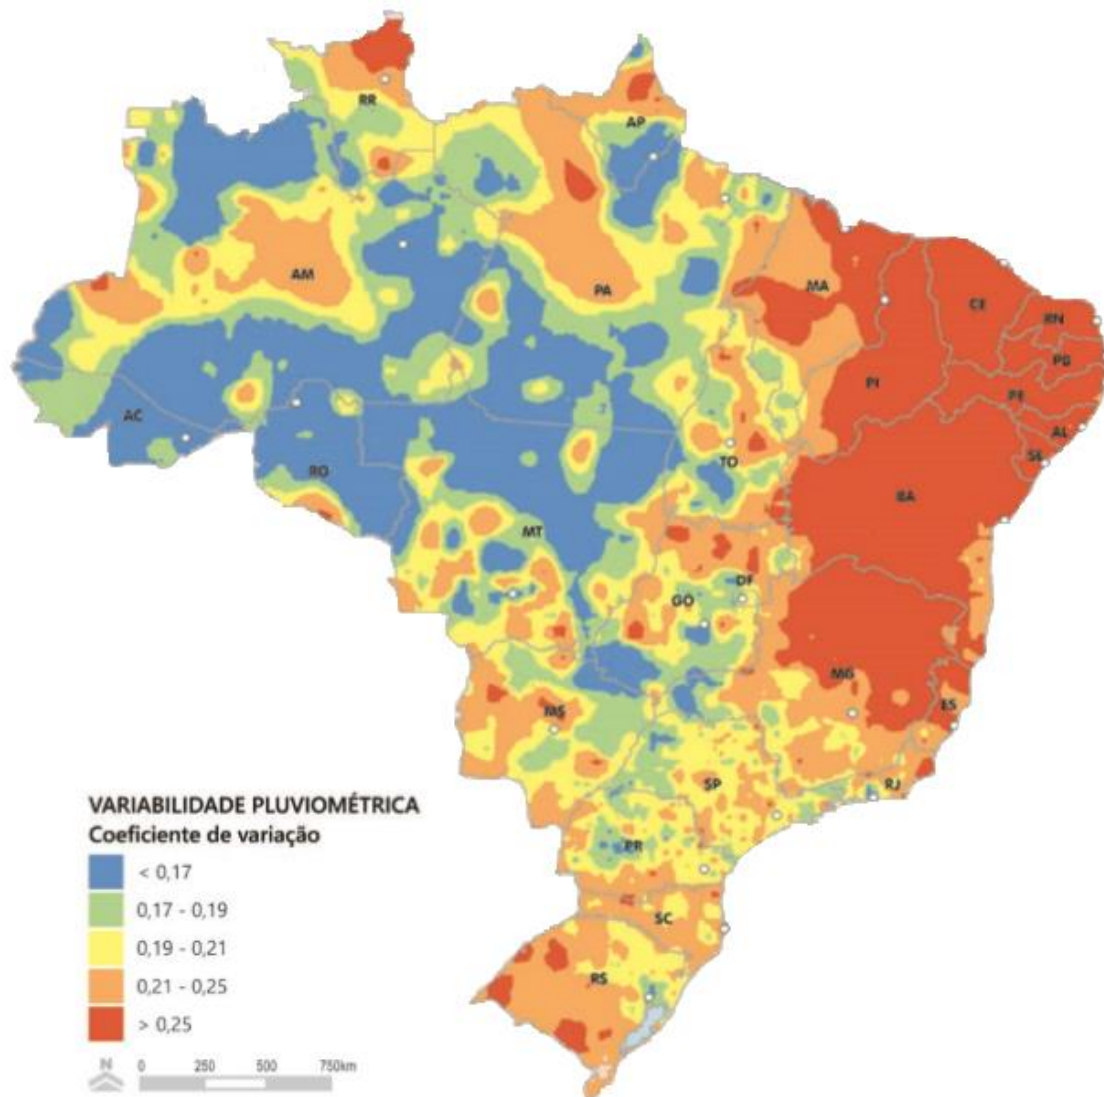 RR
AP
AM
PA
MA
CE
RN
PB
PI
PE
AC
AL
TO
SE
RO
BA
MT
DF
GO
MG
ES
MS
SP
RJ
PR
SC
RS
VARIABILIDADE PLUVIOMÉTRICA
Coeficiente de variação
< 0,17
0,17 - 0,19
0,19 - 0,21
0,21 - 0,25
> 0,25
N
0 250 500 750km